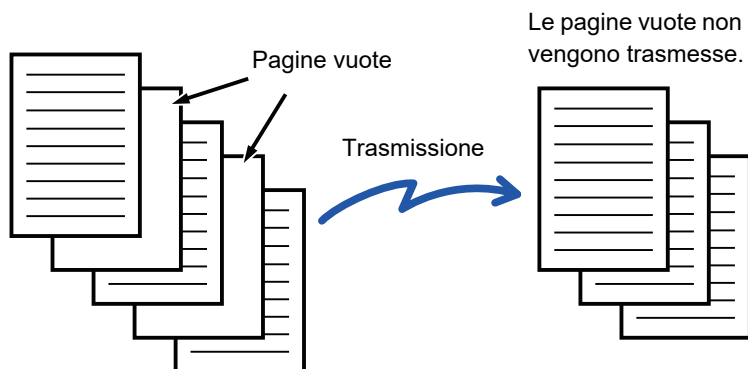 Le pagine vuote non
vengono trasmesse.
Pagine vuote
Trasmissione